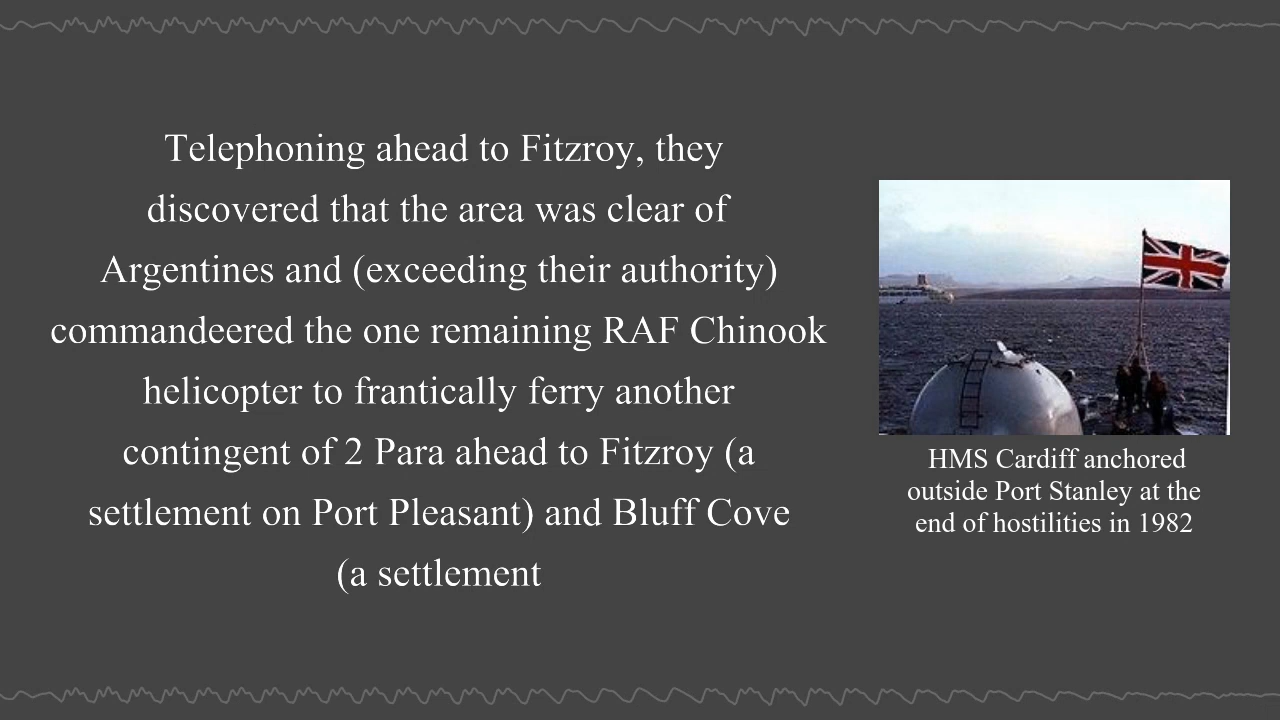 Telephoning ahead to Fitzroy, they
discovered that the area was clear of
Argentines and (exceeding their authority)
commandeered the one remaining RAF Chinook
helicopter to frantically ferry another
contingent of 2 Para ahead to Fitzroy (a
settlement on Port Pleasant) and Bluff Cove
(a settlement
HMS Cardiff anchored
outside Port Stanley at the
end of hostilities in 1982